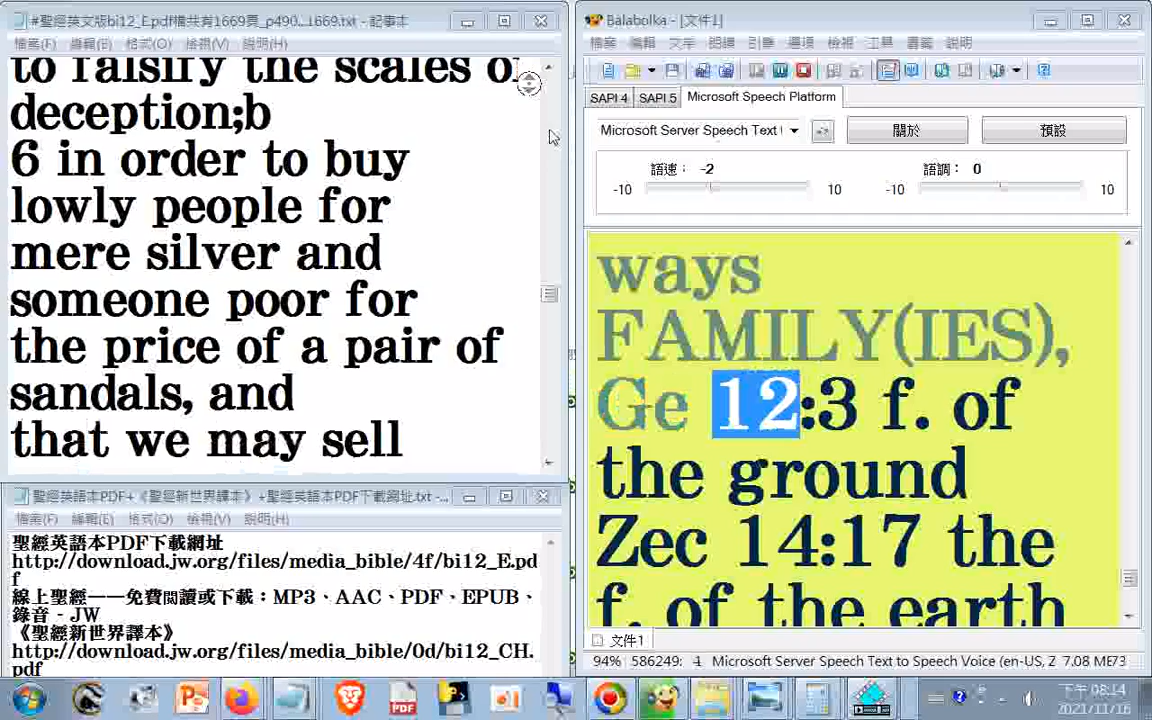 #聖經英文版bi12_E.pdf檔共有1669頁_p490...1669.txt - 記事本
檔案(F) 編輯(E) 格式(O) 檢視(V) 說明(H)
to falsify the scales of
deception;b
6 in order to buy
lowly people for
mere silver and
someone poor for
the price of a pair of
sandals, and
that we may sell
聖經英語本PDF+《聖經新世界譯本》+聖經英語本PDF下載網址.txt -...
檔案(F) 編輯(E) 格式(O) 檢視(V) 說明(H)
聖經英語本PDF下載網址
http://download.jw.org/files/media_bible/4f/bi12_E.pd
f
線上聖經——免費閱讀或下載：MP3、AAC、PDF、EPUB、
錄音 - JW
《聖經新世界譯本》
http://download.jw.org/files/media_bible/0d/bi12_CH.
pdf
Balabolka - [文件1]
檔案 編輯 文字 朗讀 引擎 選項 檢視 工具 書籤 說明
SAPI 4 SAPI 5 Microsoft Speech Platform
Microsoft Server Speech Text 關於 預設
語速： -2 語調： 0
-10 10 -10 10
ways
FAMILY(IES),
Ge 12:3 f. of
the ground
Zec 14:17 the
f. of the earth
文件1
94% 586249: 4 Microsoft Server Speech Text to Speech Voice (en-US, Z 7.08 ME73
下午 08:14
2021/11/16